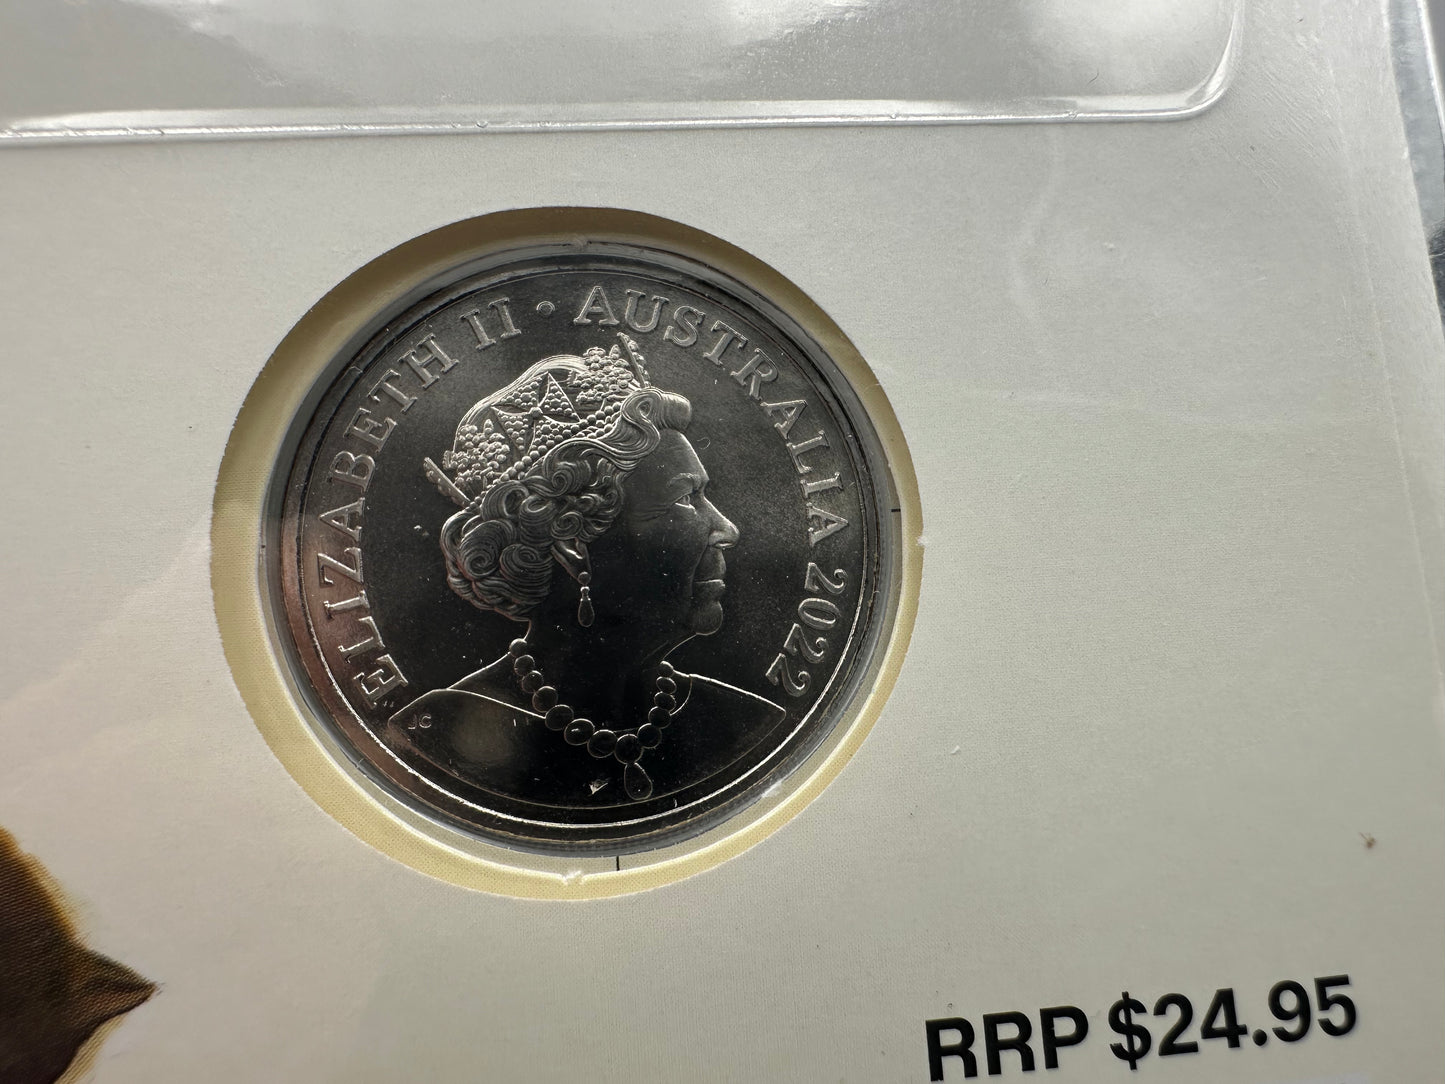 ELIZABETH II · AUSTRALIA 2022
JC
RRP $24.95